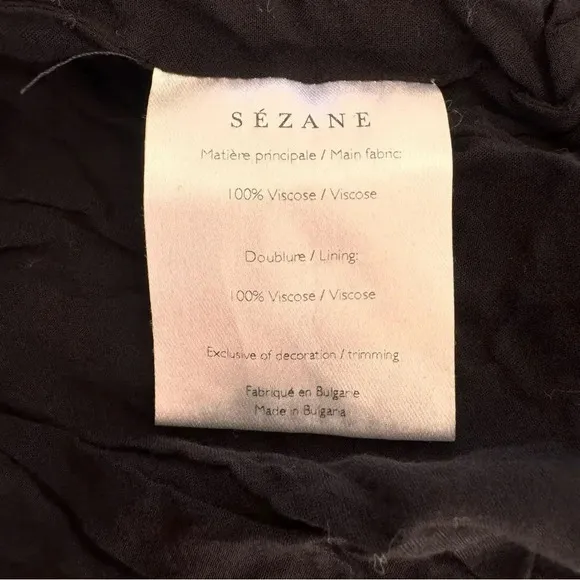 SÉZANE
Matière principale / Main fabric:
100% Viscose / Viscose
Doublure / Lining:
100% Viscose / Viscose
Exclusive of decoration / trimming
Fabriqué en Bulgarie
Made in Bulgaria